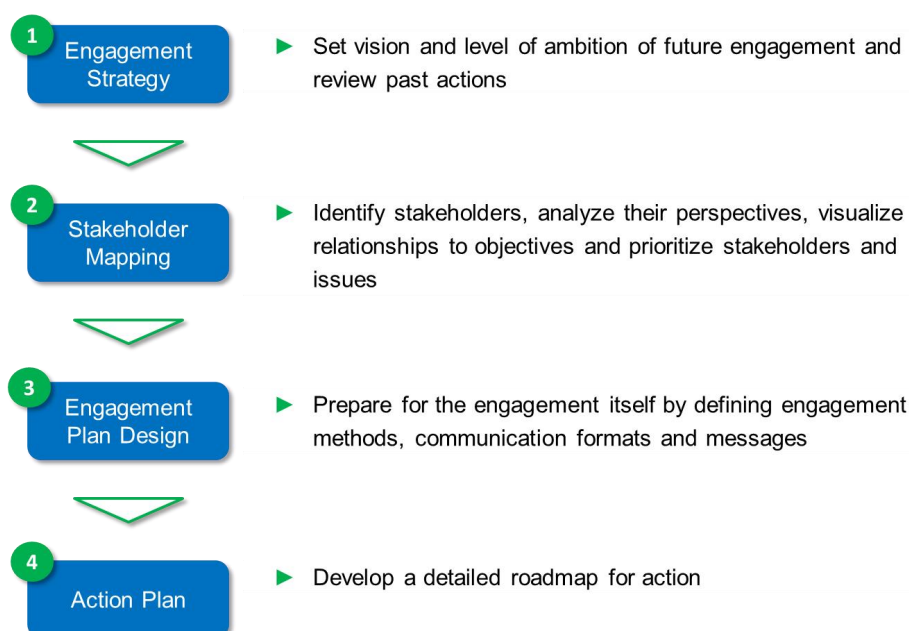 1
Engagement
Strategy
Set vision and level of ambition of future engagement and
review past actions
2
Stakeholder
Mapping
Identify stakeholders, analyze their perspectives, visualize
relationships to objectives and prioritize stakeholders and
issues
3
Engagement
Plan Design
Prepare for the engagement itself by defining engagement
methods, communication formats and messages
4
Action Plan
Develop a detailed roadmap for action